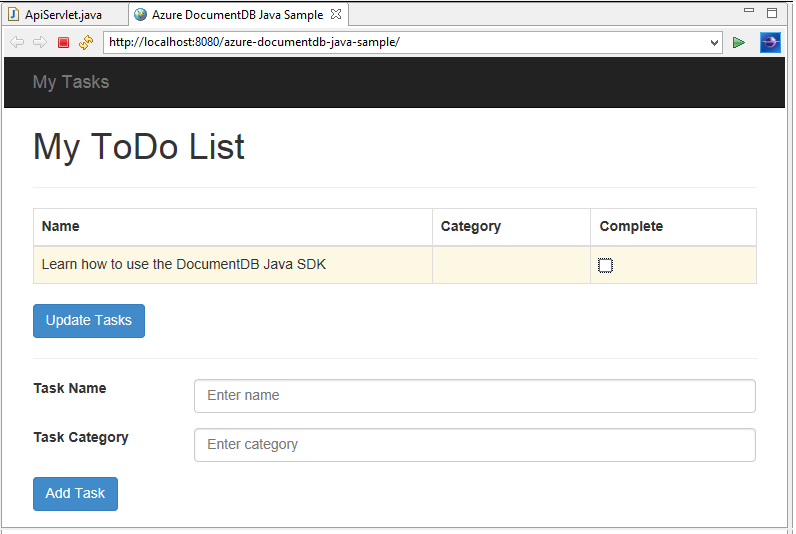 ApiServlet.java Azure DocumentDB Java Sample
http://localhost:8080/azure-documentdb-java-sample/
My Tasks
My ToDo List
Name Category Complete
Learn how to use the DocumentDB Java SDK
Update Tasks
Task Name Enter name
Task Category Enter category
Add Task